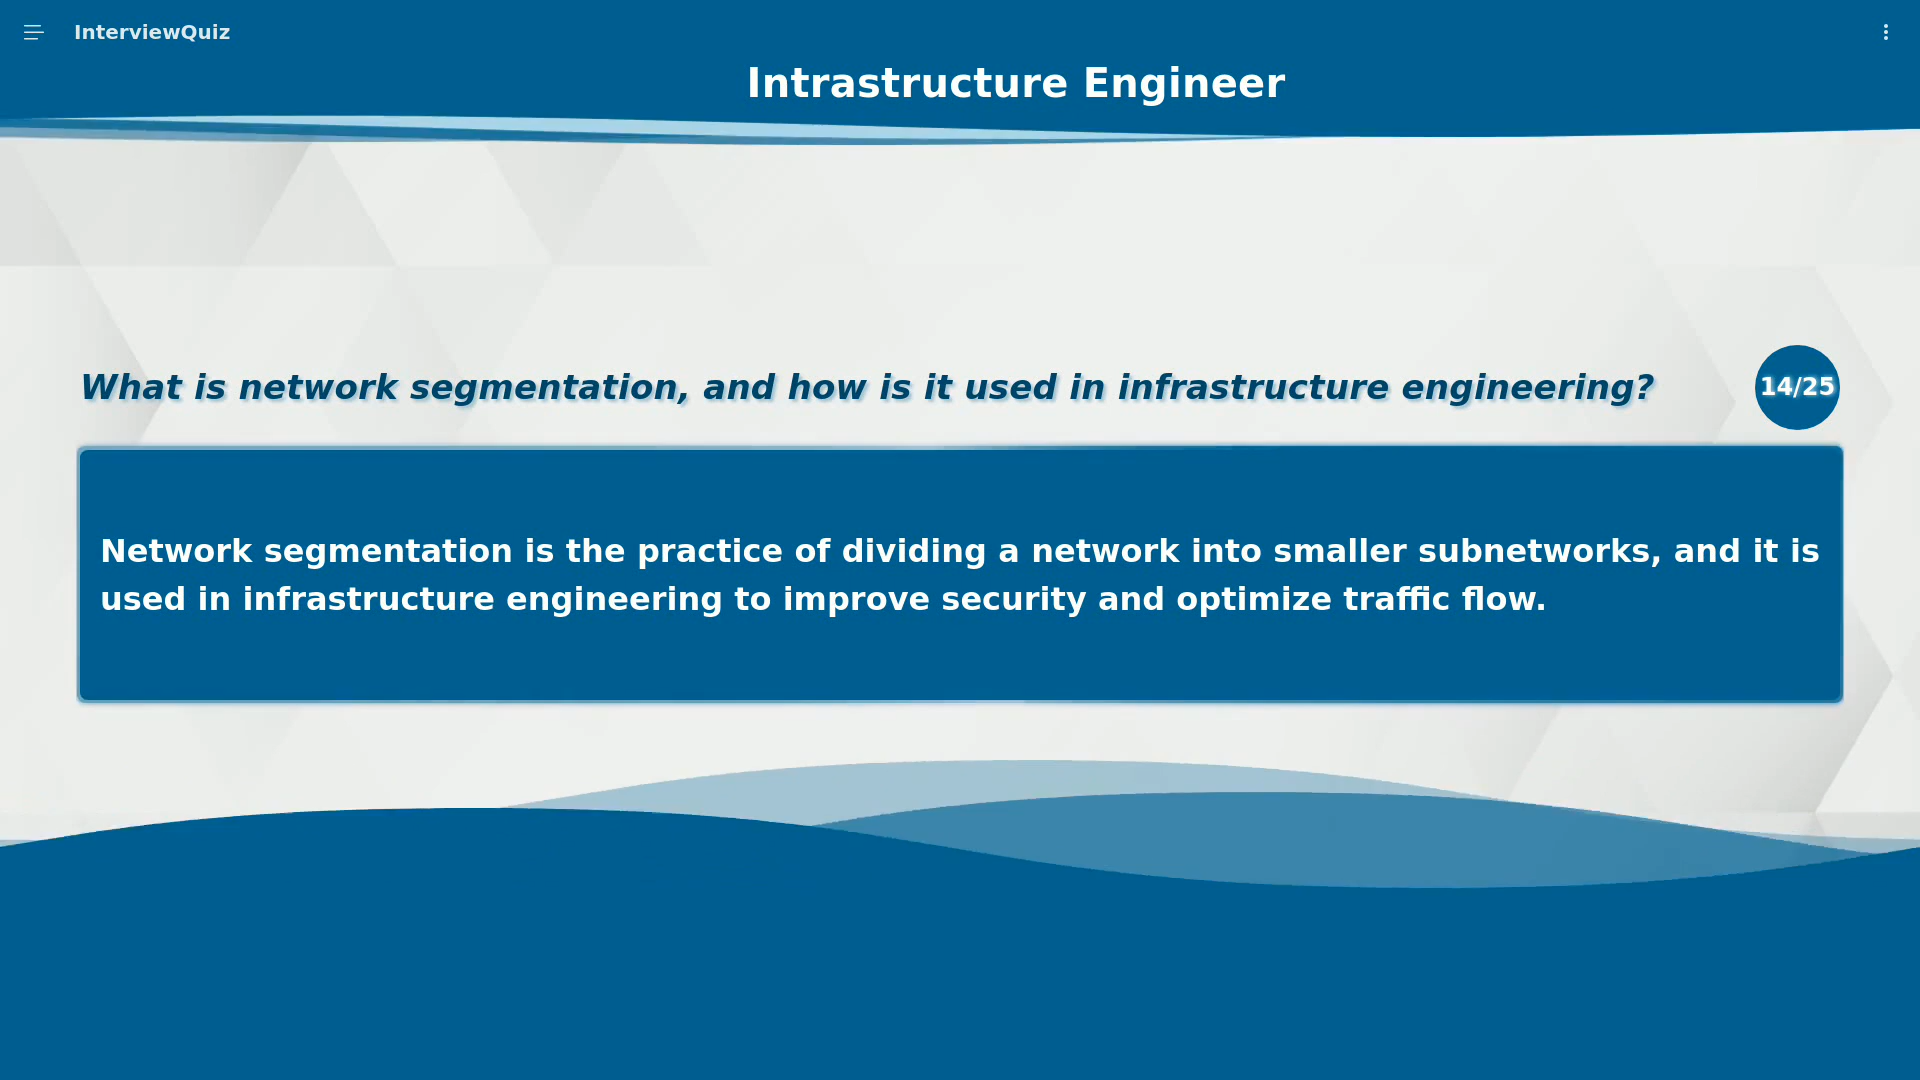 InterviewQuiz
Intrastructure Engineer
What is network segmentation, and how is it used in infrastructure engineering?
14/25
Network segmentation is the practice of dividing a network into smaller subnetworks, and it is
used in infrastructure engineering to improve security and optimize traffic flow.